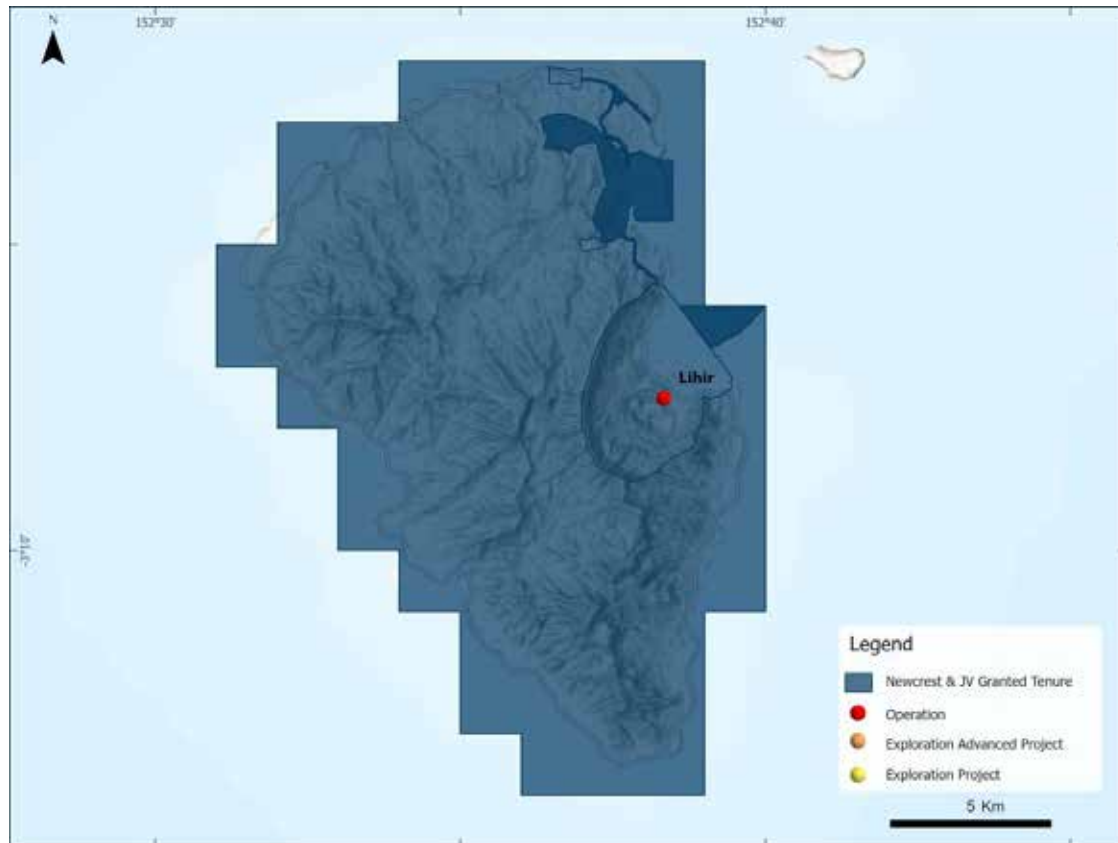 N
152°30'
152°40'
Lihir
-3°10'
Legend
Newcrest & JV Granted Tenure
Operation
Exploration Advanced Project
Exploration Project
5 Km